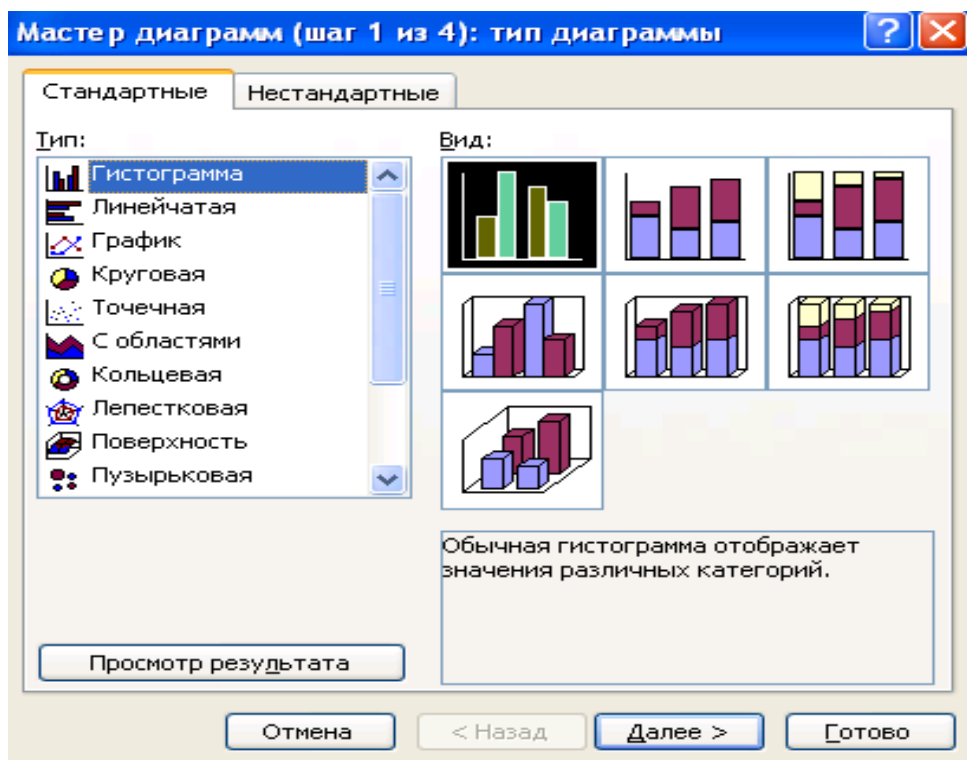 Мастер диаграмм (шаг 1 из 4): тип диаграммы
Стандартные
Нестандартные
Тип:
Вид:
Гистограмма
Линейчатая
График
Круговая
Точечная
С областями
Кольцевая
Лепестковая
Поверхность
Пузырьковая
Обычная гистограмма отображает
значения различных категорий.
Просмотр результата
Отмена
< Назад
Далее >
Готово